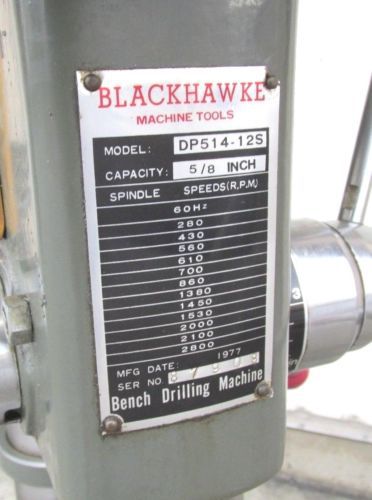 BLACKHAWKE
MACHINE TOOLS
MODEL: DP514-12S
CAPACITY: 5/8 INCH
SPINDLE SPEEDS(R.P.M.)
60Hz
280
430
560
610
700
860
1380
1450
1530
2000
2100
2800
MFG DATE: 1977
SER NO.
Bench Drilling Machine
3